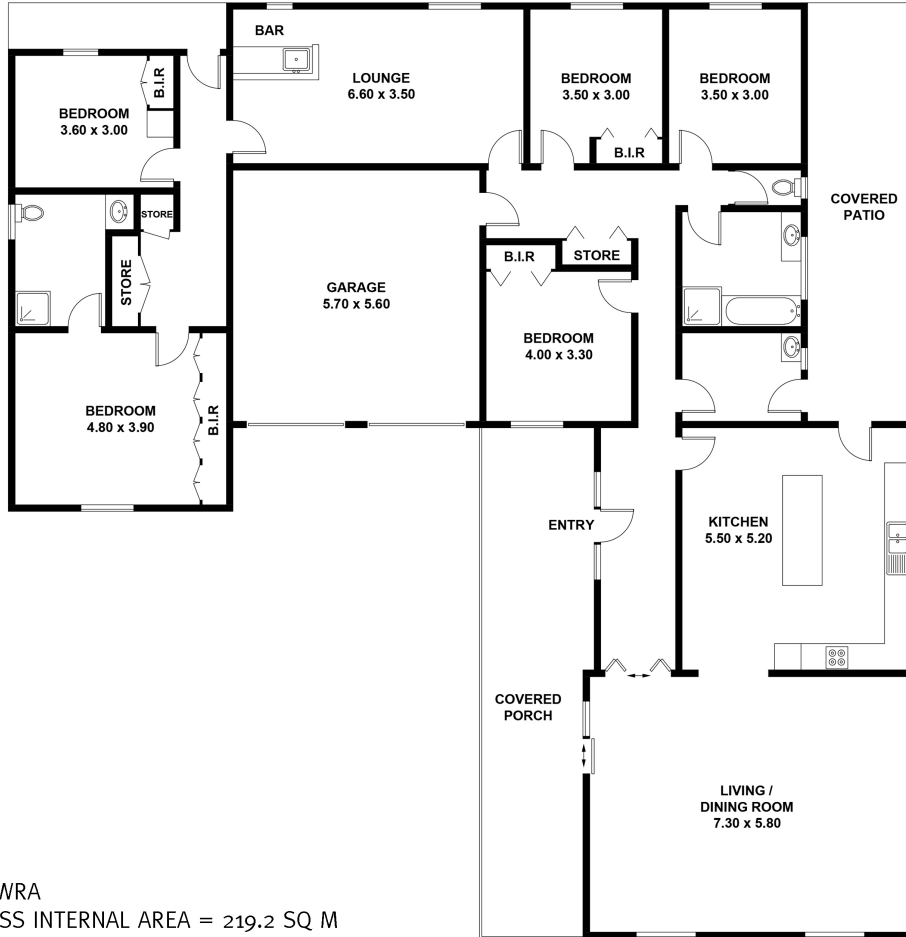 BAR
LOUNGE
6.60 x 3.50
BEDROOM
3.50 x 3.00
B.I.R
BEDROOM
3.50 x 3.00
B.I.R
BEDROOM
3.60 x 3.00
STORE
STORE
COVERED
PATIO
GARAGE
5.70 x 5.60
B.I.R
STORE
BEDROOM
4.00 x 3.30
BEDROOM
4.80 x 3.90
B.I.R
ENTRY
KITCHEN
5.50 x 5.20
COVERED
PORCH
LIVING /
DINING ROOM
7.30 x 5.80
WRA
SS INTERNAL AREA = 219.2 SQ M